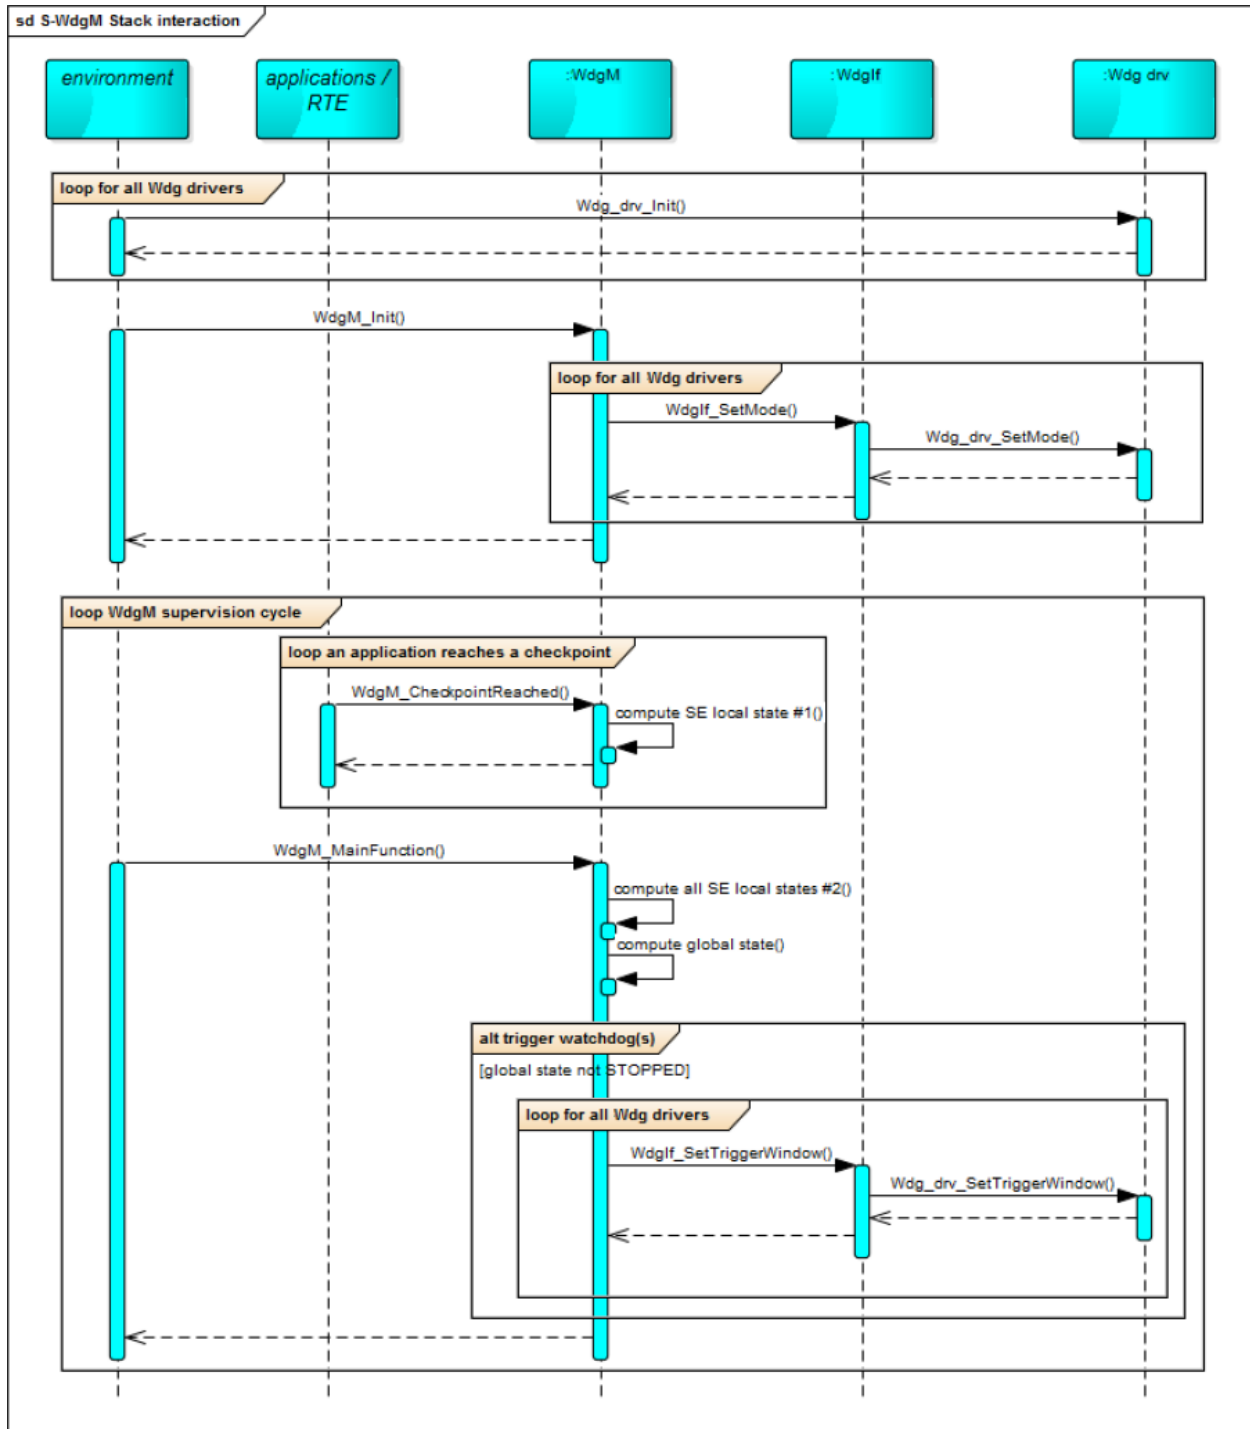 sd S-WdgM Stack interaction
environment
applications /
RTE
:WdgM
:WdgIf
:Wdg drv
loop for all Wdg drivers
Wdg_drv_Init()
WdgM_Init()
loop for all Wdg drivers
WdgIf_SetMode()
Wdg_drv_SetMode()
loop WdgM supervision cycle
loop an application reaches a checkpoint
WdgM_CheckpointReached()
compute SE local state #1()
WdgM_MainFunction()
compute all SE local states #2()
compute global state()
alt trigger watchdog(s)
[global state not STOPPED]
loop for all Wdg drivers
WdgIf_SetTriggerWindow()
Wdg_drv_SetTriggerWindow()